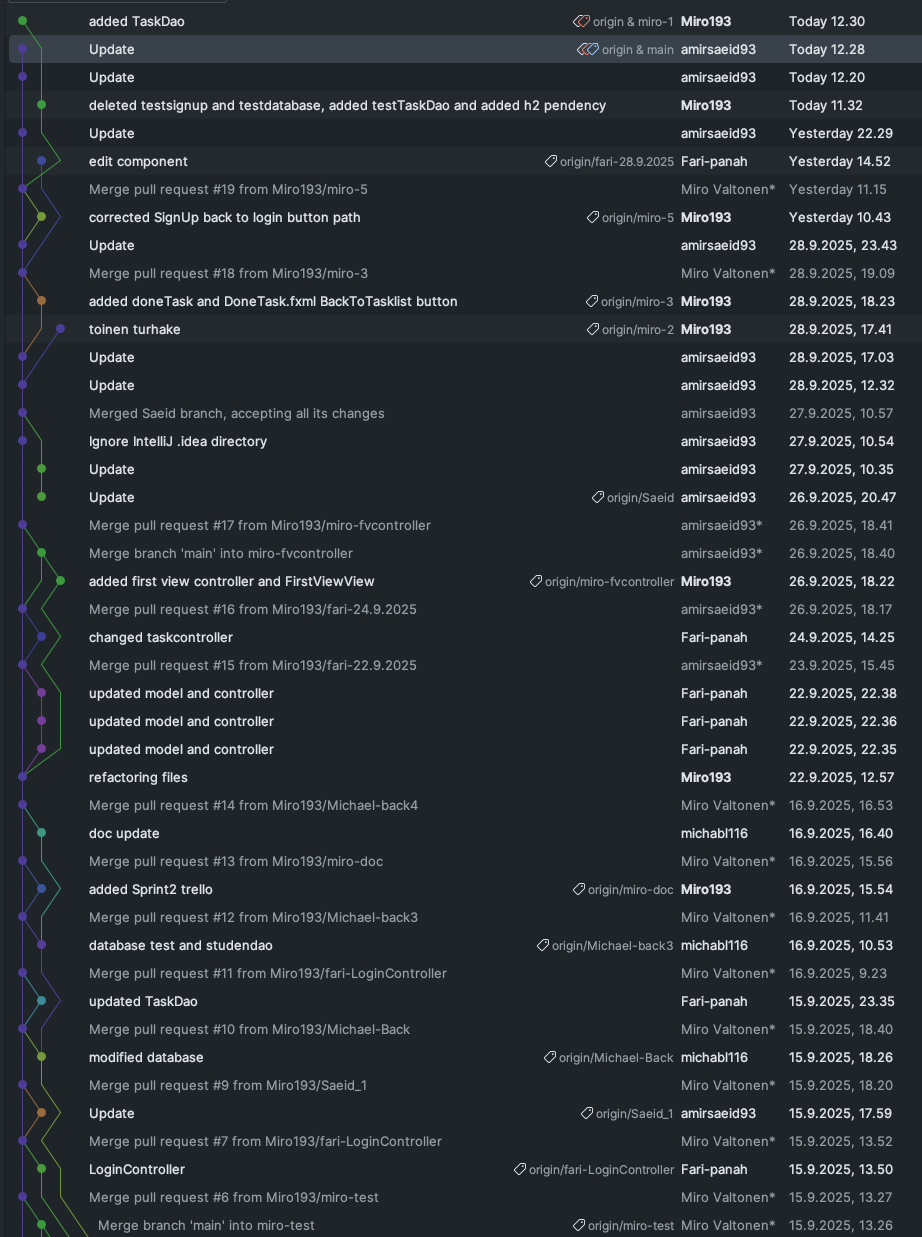 added TaskDao origin & miro-1 Miro193 Today 12.30
Update origin & main amirsaeid93 Today 12.28
Update amirsaeid93 Today 12.20
deleted testsignup and testdatabase, added testTaskDao and added h2 pendency Miro193 Today 11.32
Update amirsaeid93 Yesterday 22.29
edit component origin/fari-28.9.2025 Fari-panah Yesterday 14.52
Merge pull request #19 from Miro193/miro-5 Miro Valtonen* Yesterday 11.15
corrected SignUp back to login button path origin/miro-5 Miro193 Yesterday 10.43
Update amirsaeid93 28.9.2025, 23.43
Merge pull request #18 from Miro193/miro-3 Miro Valtonen* 28.9.2025, 19.09
added doneTask and DoneTask.fxml BackToTasklist button origin/miro-3 Miro193 28.9.2025, 18.23
toinen turhake origin/miro-2 Miro193 28.9.2025, 17.41
Update amirsaeid93 28.9.2025, 17.03
Update amirsaeid93 28.9.2025, 12.32
Merged Saeid branch, accepting all its changes amirsaeid93 27.9.2025, 10.57
Ignore IntelliJ .idea directory amirsaeid93 27.9.2025, 10.54
Update amirsaeid93 27.9.2025, 10.35
Update origin/Saeid amirsaeid93 26.9.2025, 20.47
Merge pull request #17 from Miro193/miro-fvcontroller amirsaeid93* 26.9.2025, 18.41
Merge branch 'main' into miro-fvcontroller amirsaeid93* 26.9.2025, 18.40
added first view controller and FirstViewView origin/miro-fvcontroller Miro193 26.9.2025, 18.22
Merge pull request #16 from Miro193/fari-24.9.2025 amirsaeid93* 26.9.2025, 18.17
changed taskcontroller Fari-panah 24.9.2025, 14.25
Merge pull request #15 from Miro193/fari-22.9.2025 amirsaeid93* 23.9.2025, 15.45
updated model and controller Fari-panah 22.9.2025, 22.38
updated model and controller Fari-panah 22.9.2025, 22.36
updated model and controller Fari-panah 22.9.2025, 22.35
refactoring files Miro193 22.9.2025, 12.57
Merge pull request #14 from Miro193/Michael-back4 Miro Valtonen* 16.9.2025, 16.53
doc update michabl116 16.9.2025, 16.40
Merge pull request #13 from Miro193/miro-doc Miro Valtonen* 16.9.2025, 15.56
added Sprint2 trello origin/miro-doc Miro193 16.9.2025, 15.54
Merge pull request #12 from Miro193/Michael-back3 Miro Valtonen* 16.9.2025, 11.41
database test and studendao origin/Michael-back3 michabl116 16.9.2025, 10.53
Merge pull request #11 from Miro193/fari-LoginController Miro Valtonen* 16.9.2025, 9.23
updated TaskDao Fari-panah 15.9.2025, 23.35
Merge pull request #10 from Miro193/Michael-Back Miro Valtonen* 15.9.2025, 18.40
modified database origin/Michael-Back michabl116 15.9.2025, 18.26
Merge pull request #9 from Miro193/Saeid_1 Miro Valtonen* 15.9.2025, 18.20
Update origin/Saeid_1 amirsaeid93 15.9.2025, 17.59
Merge pull request #7 from Miro193/fari-LoginController Miro Valtonen* 15.9.2025, 13.52
LoginController origin/fari-LoginController Fari-panah 15.9.2025, 13.50
Merge pull request #6 from Miro193/miro-test Miro Valtonen* 15.9.2025, 13.27
Merge branch 'main' into miro-test origin/miro-test Miro Valtonen* 15.9.2025, 13.26